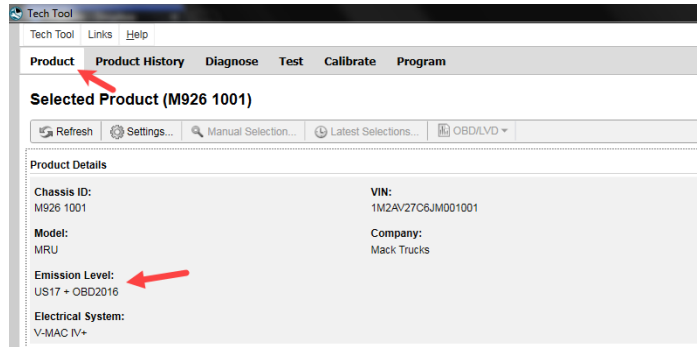 Tech Tool
Tech Tool Links Help
Product Product History Diagnose Test Calibrate Program
Selected Product (M926 1001)
Refresh Settings... Manual Selection... Latest Selections... OBD/LVD
Product Details
Chassis ID: VIN:
M926 1001 1M2AV27C6JM001001
Model: Company:
MRU Mack Trucks
Emission Level:
US17 + OBD2016
Electrical System:
V-MAC IV+